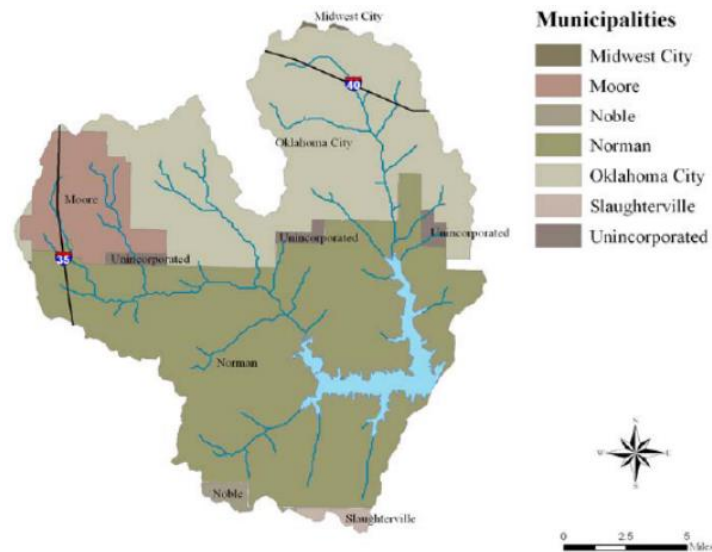 Midwest City
40
Oklahoma City
Moore
Unincorporated
Unincorporated
Unincorporated
35
Norman
Noble
Slaughterville
Municipalities
Midwest City
Moore
Noble
Norman
Oklahoma City
Slaughterville
Unincorporated
N
W E
S
0 2.5 5
Miles